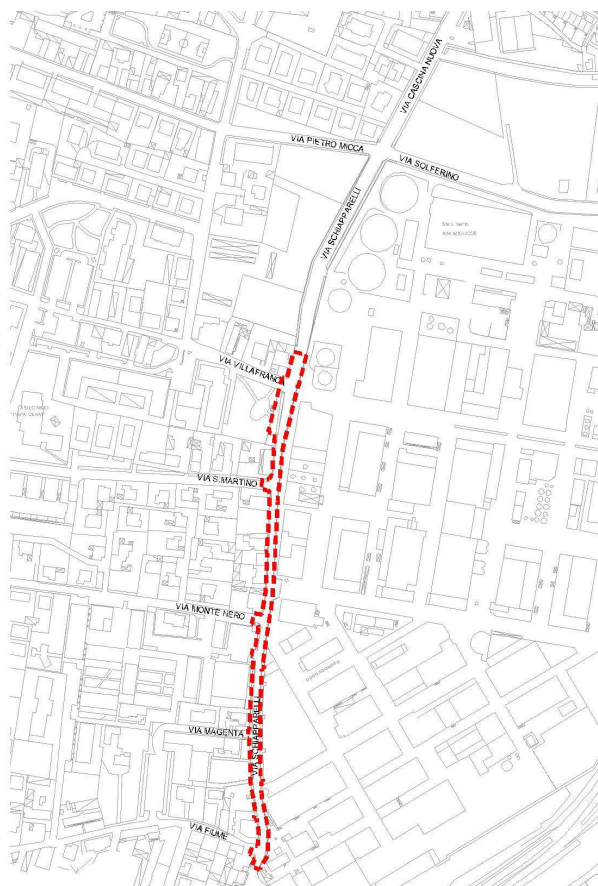 VIA CASCINA NUOVA
VIA PIETRO MICCA
VIA SOLFERINO
VIA SCHIAPPARELLI
VIA VILLAFRANCA
VIA S.MARTINO
VIA MONTE NERO
VIA MAGENTA
VIA SCHIAPPARELLI
VIA FIUME